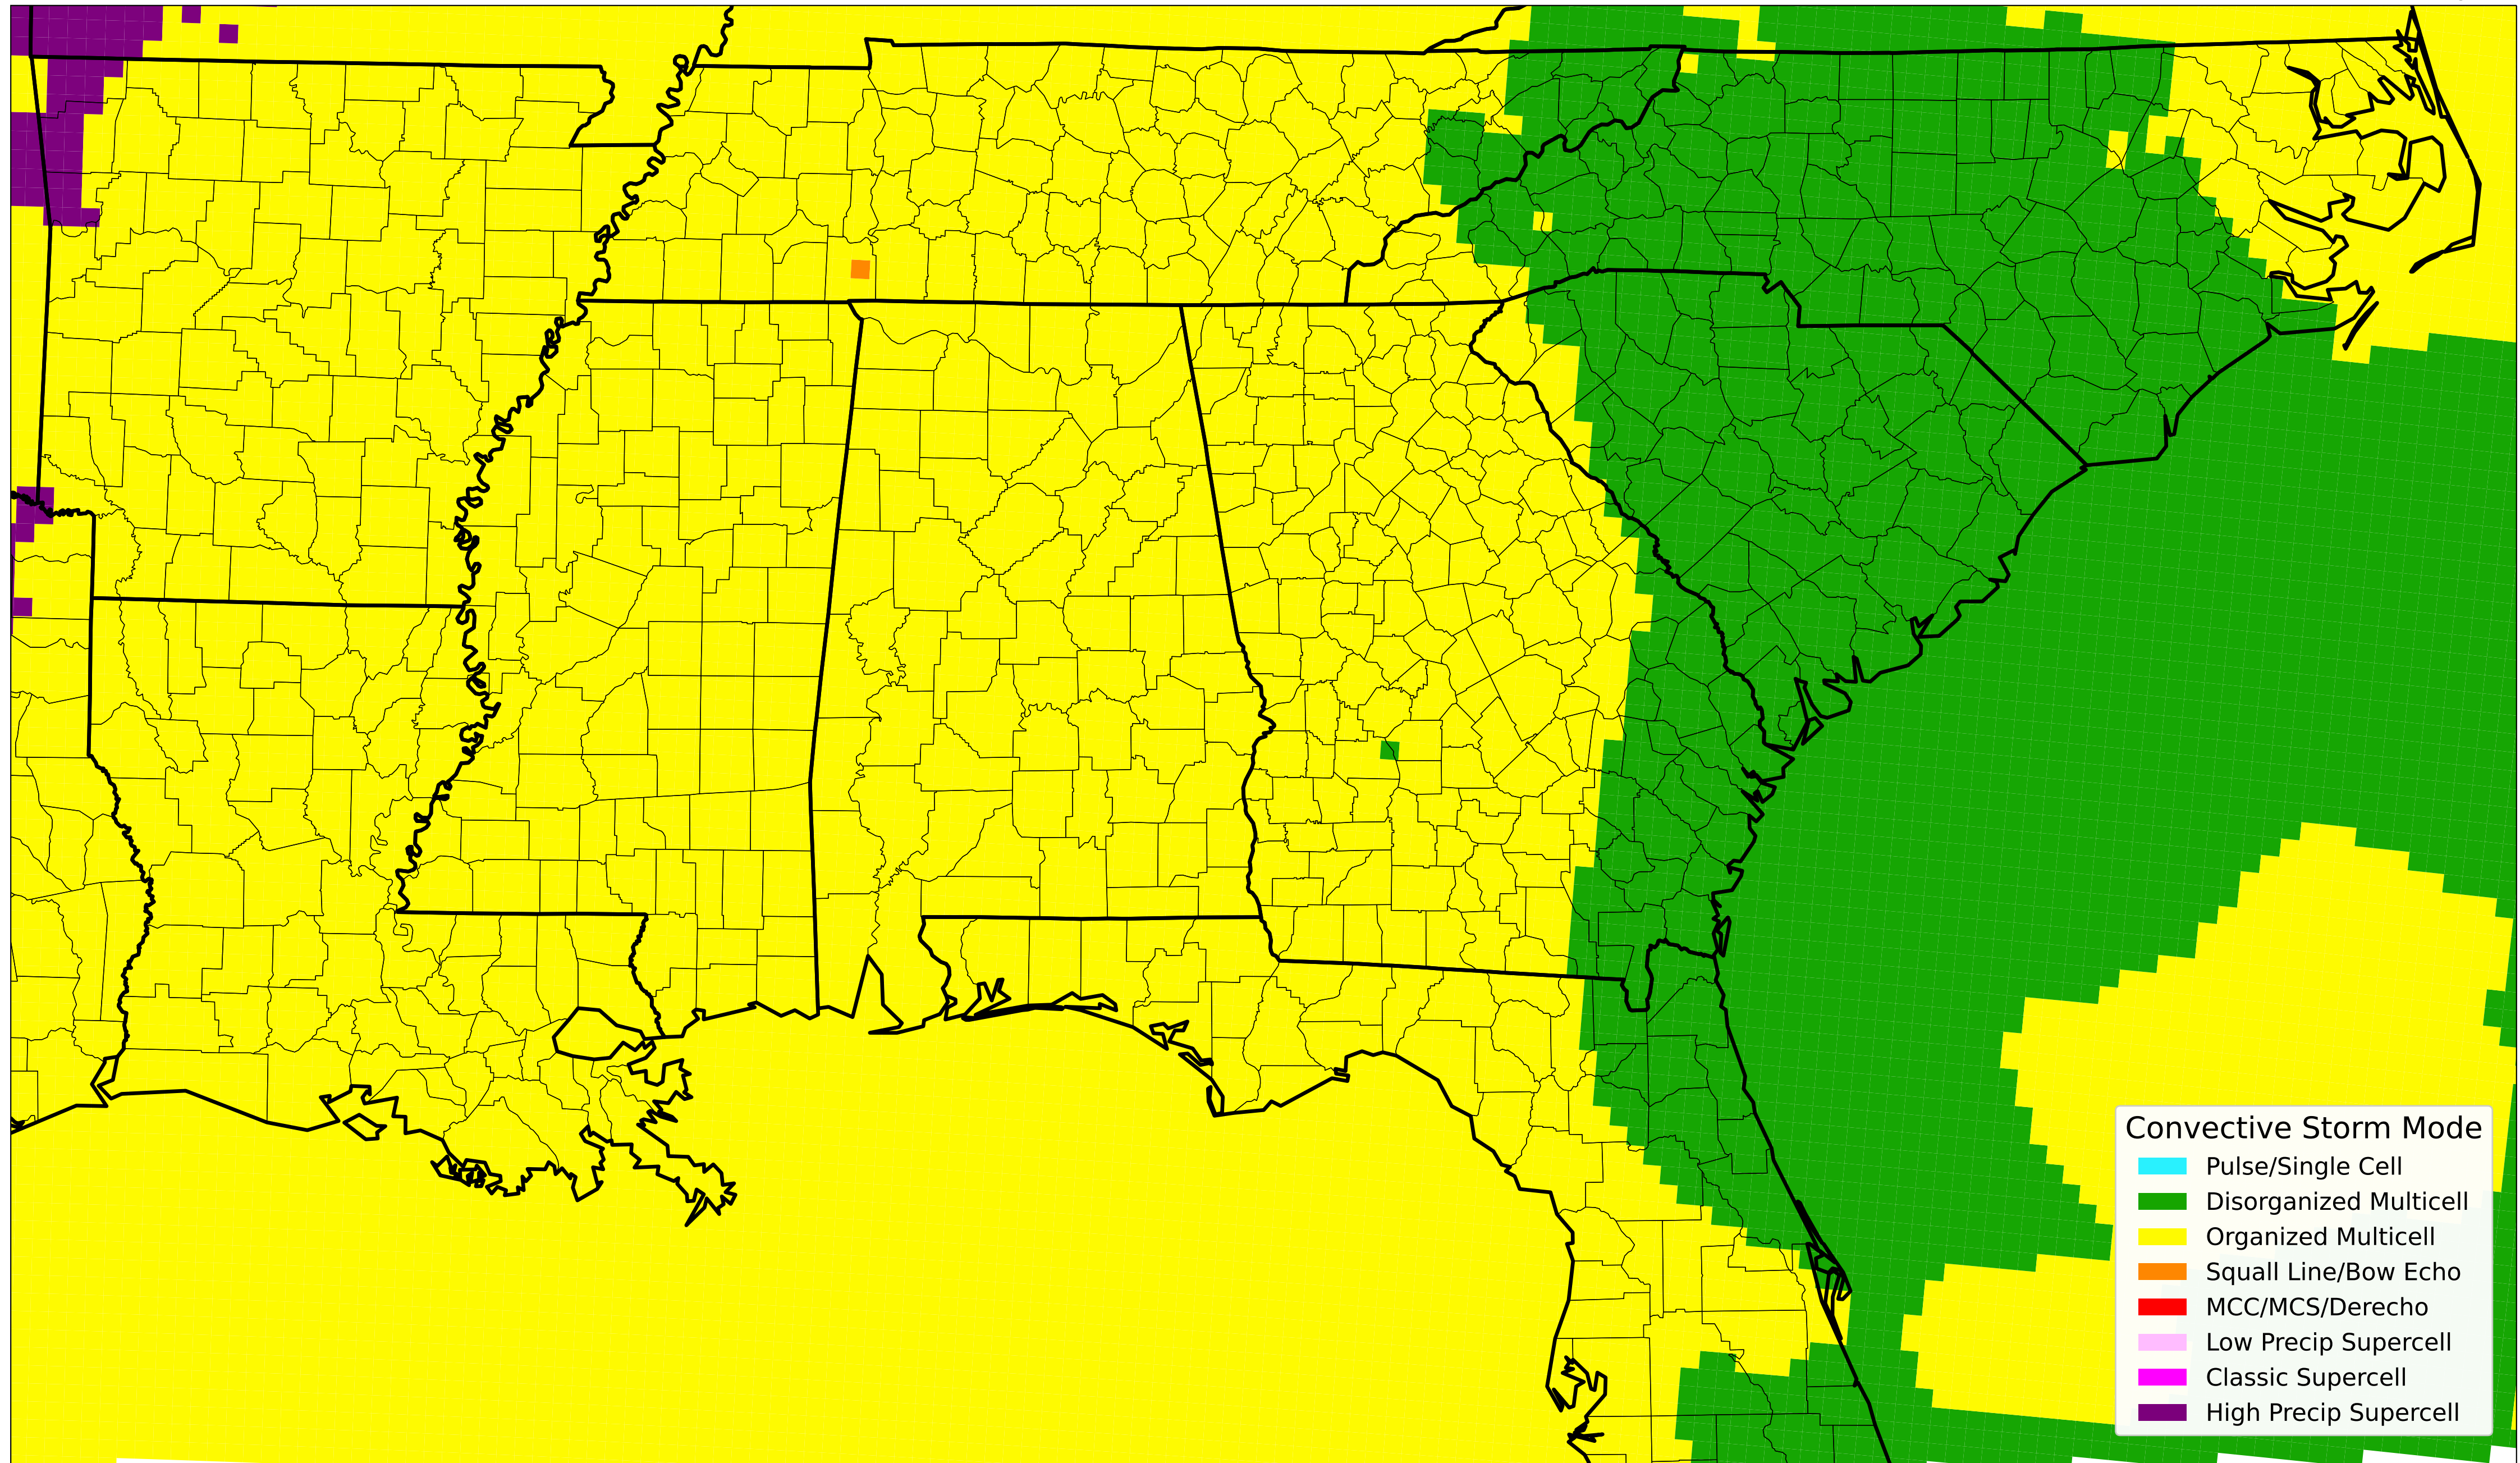 Convective Storm Mode
Pulse/Single Cell
Disorganized Multicell
Organized Multicell
Squall Line/Bow Echo
MCC/MCS/Derecho
Low Precip Supercell
Classic Supercell
High Precip Supercell